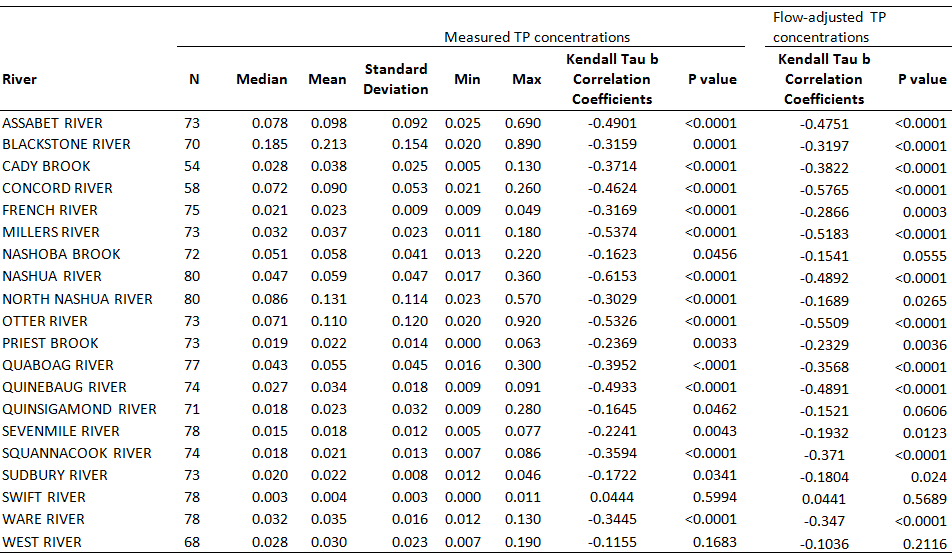 Flow-adjusted TP
Measured TP concentrations concentrations
Kendall Tau b Kendall Tau b
Standard Correlation Correlation
River N Median Mean Deviation Min Max Coefficients P value Coefficients P value
ASSABET RIVER 73 0.078 0.098 0.092 0.025 0.690 -0.4901 <0.0001 -0.4751 <0.0001
BLACKSTONE RIVER 70 0.185 0.213 0.154 0.020 0.890 -0.3159 0.0001 -0.3197 <0.0001
CADY BROOK 54 0.028 0.038 0.025 0.005 0.130 -0.3714 <0.0001 -0.3822 <0.0001
CONCORD RIVER 58 0.072 0.090 0.053 0.021 0.260 -0.4624 <0.0001 -0.5765 <0.0001
FRENCH RIVER 75 0.021 0.023 0.009 0.009 0.049 -0.3169 <0.0001 -0.2866 0.0003
MILLERS RIVER 73 0.032 0.037 0.023 0.011 0.180 -0.5374 <0.0001 -0.5183 <0.0001
NASHOBA BROOK 72 0.051 0.058 0.041 0.013 0.220 -0.1623 0.0456 -0.1541 0.0555
NASHUA RIVER 80 0.047 0.059 0.047 0.017 0.360 -0.6153 <0.0001 -0.4892 <0.0001
NORTH NASHUA RIVER 80 0.086 0.131 0.114 0.023 0.570 -0.3029 <0.0001 -0.1689 0.0265
OTTER RIVER 73 0.071 0.110 0.120 0.020 0.920 -0.5326 <0.0001 -0.5509 <0.0001
PRIEST BROOK 73 0.019 0.022 0.014 0.000 0.063 -0.2369 0.0033 -0.2329 0.0036
QUABOAG RIVER 77 0.043 0.055 0.045 0.016 0.300 -0.3952 <.0001 -0.3568 <0.0001
QUINEBAUG RIVER 74 0.027 0.034 0.018 0.009 0.091 -0.4933 <0.0001 -0.4891 <0.0001
QUINSIGAMOND RIVER 71 0.018 0.023 0.032 0.009 0.280 -0.1645 0.0462 -0.1521 0.0606
SEVENMILE RIVER 78 0.015 0.018 0.012 0.005 0.077 -0.2241 0.0043 -0.1932 0.0123
SQUANNACOOK RIVER 74 0.018 0.021 0.013 0.007 0.086 -0.3594 <0.0001 -0.371 <0.0001
SUDBURY RIVER 73 0.020 0.022 0.008 0.012 0.046 -0.1722 0.0341 -0.1804 0.024
SWIFT RIVER 78 0.003 0.004 0.003 0.000 0.011 0.0444 0.5994 0.0441 0.5689
WARE RIVER 78 0.032 0.035 0.016 0.012 0.130 -0.3445 <0.0001 -0.347 <0.0001
WEST RIVER 68 0.028 0.030 0.023 0.007 0.190 -0.1155 0.1683 -0.1036 0.2116